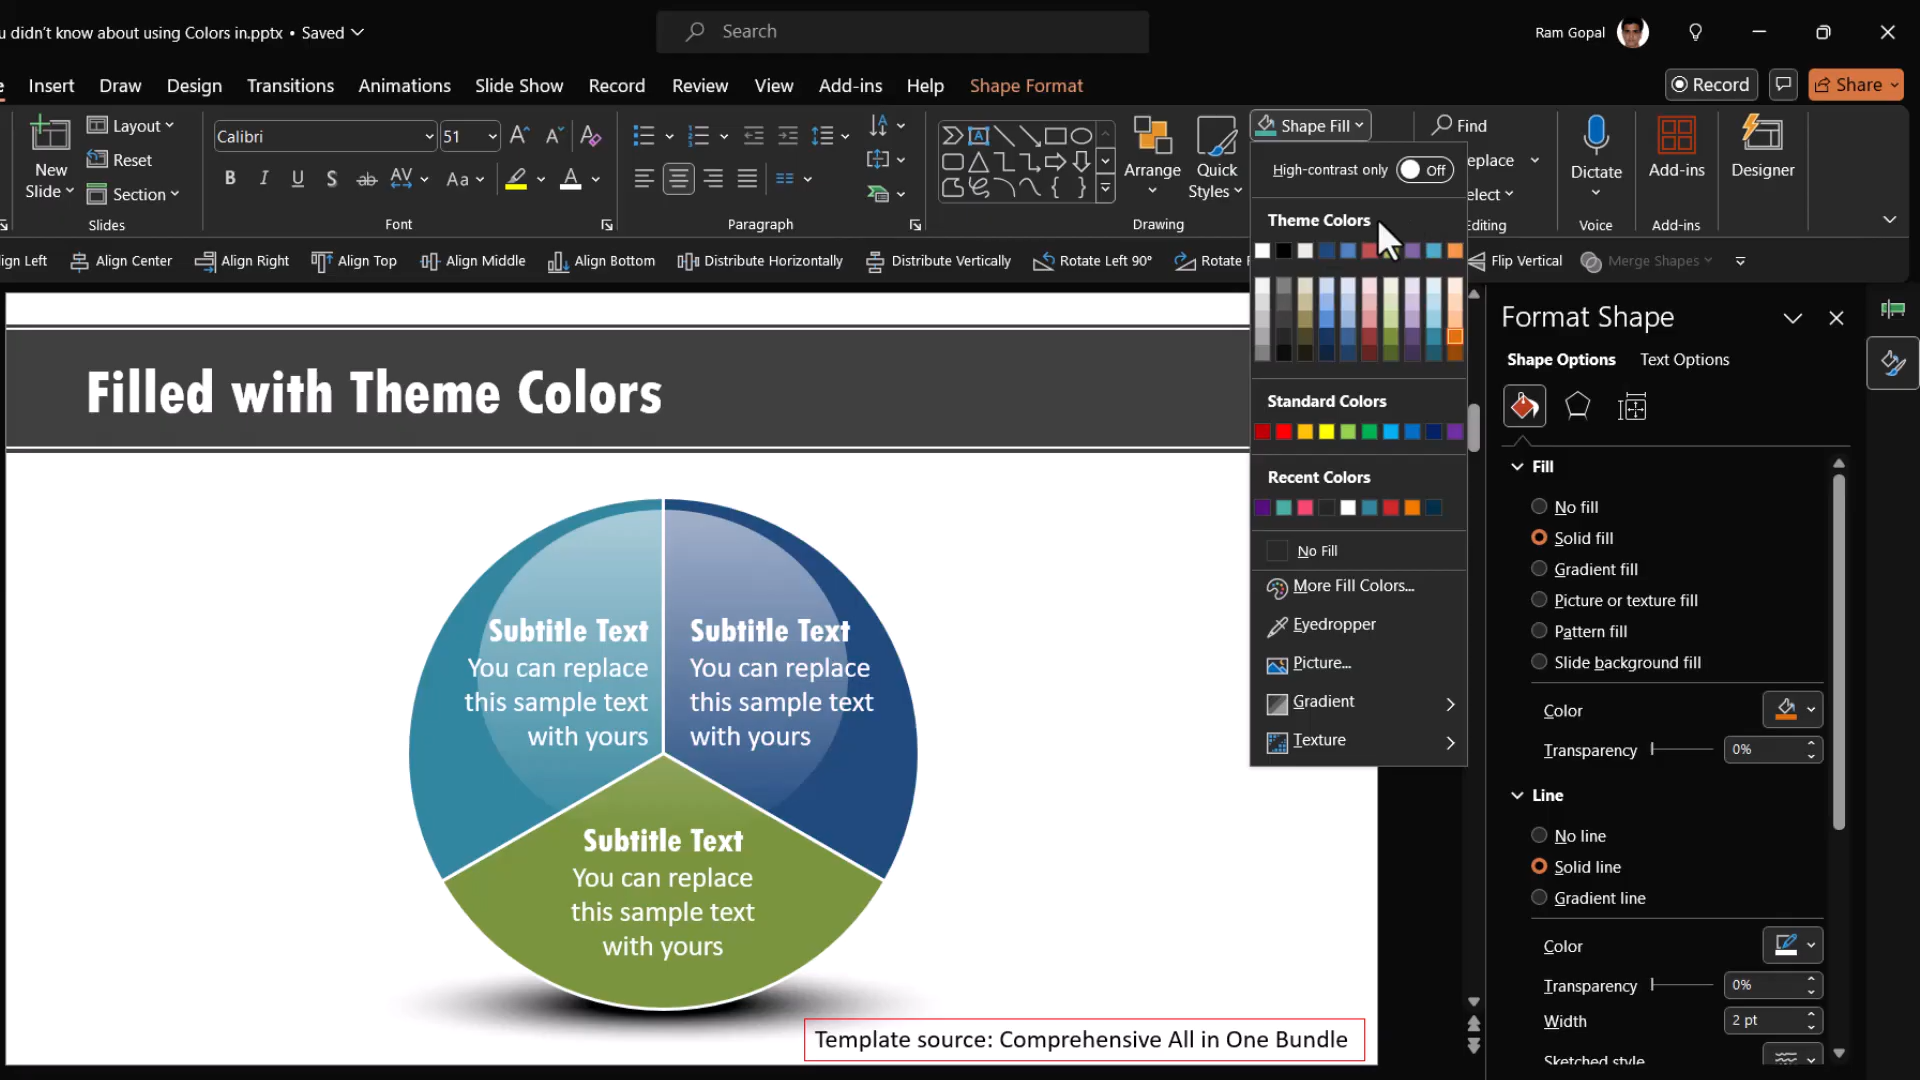 u didn't know about using Colors in.pptx • Saved
Search
Ram Gopal
Insert Draw Design Transitions Animations Slide Show Record Review View Add-ins Help Shape Format
Record
Share
New Slide
Layout
Reset
Section
Slides
Calibri
51
B I U S ab AV Aa A
Font
Paragraph
Arrange
Quick Styles
Drawing
Shape Fill
Find
eplace
elect
Editing
Dictate
Voice
Add-ins
Add-ins
Designer
ign Left
Align Center
Align Right
Align Top
Align Middle
Align Bottom
Distribute Horizontally
Distribute Vertically
Rotate Left 90°
Rotate
Flip Vertical
Merge Shapes
High-contrast only Off
Theme Colors
Standard Colors
Recent Colors
No Fill
More Fill Colors...
Eyedropper
Picture...
Gradient
Texture
Filled with Theme Colors
Subtitle Text
You can replace
this sample text
with yours
Subtitle Text
You can replace
this sample text
with yours
Subtitle Text
You can replace
this sample text
with yours
Template source: Comprehensive All in One Bundle
Format Shape
Shape Options Text Options
Fill
No fill
Solid fill
Gradient fill
Picture or texture fill
Pattern fill
Slide background fill
Color
Transparency 0%
Line
No line
Solid line
Gradient line
Color
Transparency 0%
Width 2 pt
Sketched style